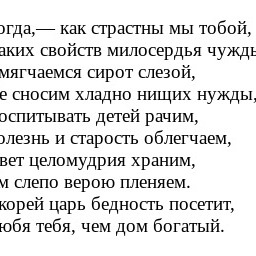 огда,— как страстны мы тобой,
аких свойств милосердья чужды
мягчаемся сирот слезой,
е сносим хладно нищих нужды,
оспитывать детей рачим,
олезнь и старость облегчаем,
вет целомудрия храним,
м слепо верою пленяем.
корей царь бедность посетит,
юбя тебя, чем дом богатый.